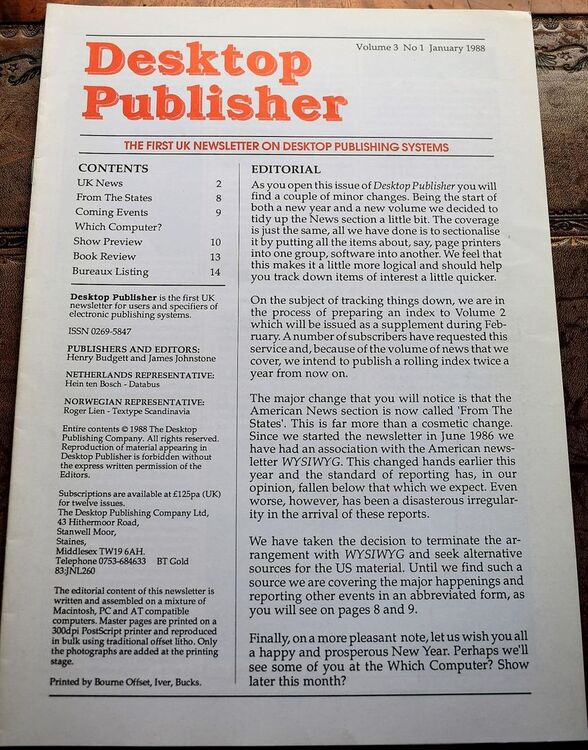 Desktop
Publisher
Volume 3 No 1 January 1988
THE FIRST UK NEWSLETTER ON DESKTOP PUBLISHING SYSTEMS
CONTENTS
UK News 2
From The States 8
Coming Events 9
Which Computer?
Show Preview 10
Book Review 13
Bureaux Listing 14
Desktop Publisher is the first UK
newsletter for users and specifiers of
electronic publishing systems.
ISSN 0269-5847
PUBLISHERS AND EDITORS:
Henry Budgett and James Johnstone
NETHERLANDS REPRESENTATIVE:
Hein ten Bosch - Databus
NORWEGIAN REPRESENTATIVE:
Roger Lien - Textype Scandinavia
Entire contents © 1988 The Desktop
Publishing Company. All rights reserved.
Reproduction of material appearing in
Desktop Publisher is forbidden without
the express written permission of the
Editors.
Subscriptions are available at £125pa (UK)
for twelve issues.
The Desktop Publishing Company Ltd,
43 Hithermoor Road,
Stanwell Moor,
Staines,
Middlesex TW19 6AH.
Telephone 0753-684633 BT Gold
83:JNL260
The editorial content of this newsletter is
written and assembled on a mixture of
Macintosh, PC and AT compatible
computers. Master pages are printed on a
300dpi PostScript printer and reproduced
in bulk using traditional offset litho. Only
the photographs are added at the printing
stage.
Printed by Bourne Offset, Iver, Bucks.
EDITORIAL
As you open this issue of Desktop Publisher you will
find a couple of minor changes. Being the start of
both a new year and a new volume we decided to
tidy up the News section a little bit. The coverage
is just the same, all we have done is to sectionalise
it by putting all the items about, say, page printers
into one group, software into another. We feel that
this makes it a little more logical and should help
you track down items of interest a little quicker.
On the subject of tracking things down, we are in
the process of preparing an index to Volume 2
which will be issued as a supplement during Feb-
ruary. A number of subscribers have requested this
service and, because of the volume of news that we
cover, we intend to publish a rolling index twice a
year from now on.
The major change that you will notice is that the
American News section is now called 'From The
States'. This is far more than a cosmetic change.
Since we started the newsletter in June 1986 we
have had an association with the American news-
letter WYSIWYG. This changed hands earlier this
year and the standard of reporting has, in our
opinion, fallen below that which we expect. Even
worse, however, has been a disastrous irregular-
ity in the arrival of these reports.
We have taken the decision to terminate the ar-
rangement with WYSIWYG and seek alternative
sources for the US material. Until we find such a
source we are covering the major happenings and
reporting other events in an abbreviated form, as
you will see on pages 8 and 9.
Finally, on a more pleasant note, let us wish you all
a happy and prosperous New Year. Perhaps we'll
see some of you at the Which Computer? Show
later this month?